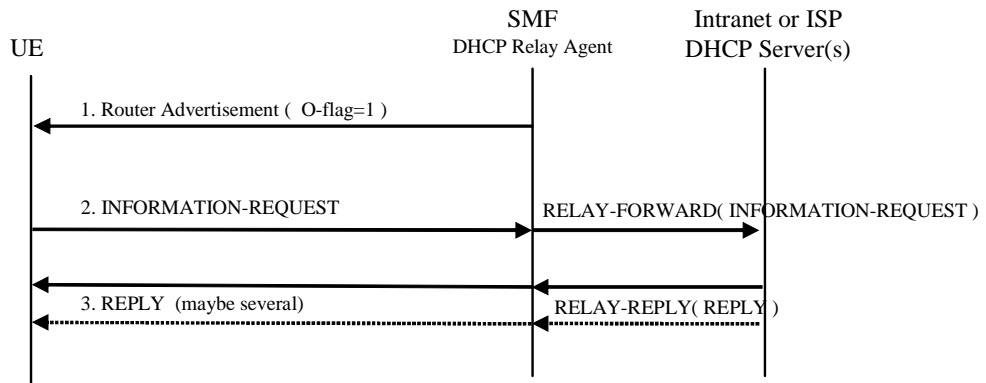 SMF
DHCP Relay Agent
Intranet or ISP
DHCP Server(s)
UE
1. Router Advertisement ( O-flag=1 )
2. INFORMATION-REQUEST
RELAY-FORWARD( INFORMATION-REQUEST )
3. REPLY (maybe several)
RELAY-REPLY( REPLY )